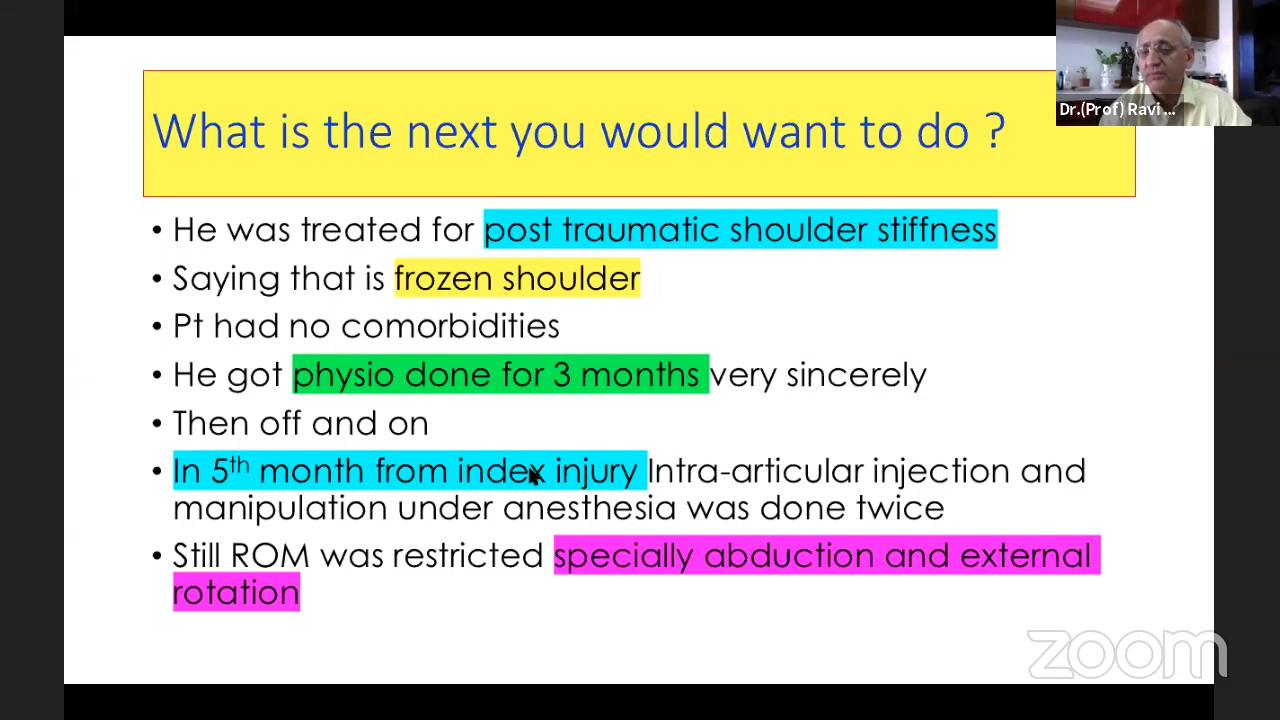 What is the next you would want to do ?
Dr.(Prof) Ravi ...
• He was treated for post traumatic shoulder stiffness
• Saying that is frozen shoulder
• Pt had no comorbidities
• He got physio done for 3 months very sincerely
• Then off and on
• In 5th month from index injury Intra-articular injection and
manipulation under anesthesia was done twice
• Still ROM was restricted specially abduction and external
rotation
zoom